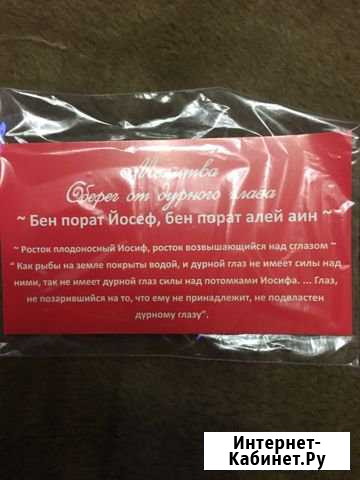 Молитва
Оберег от дурного глаза
~ Бен порат Йосеф, бен порат алей аин ~
~ Росток плодоносный Иосиф, росток возвышающийся над сглазом ~
" Как рыбы на земле покрыты водой, и дурной глаз не имеет силы над
ними, так не имеет дурной глаз силы над потомками Иосифа. ... Глаз,
не позарившийся на то, что ему не принадлежит, не подвластен
дурному глазу".
Интернет-
Кабинет.Ру